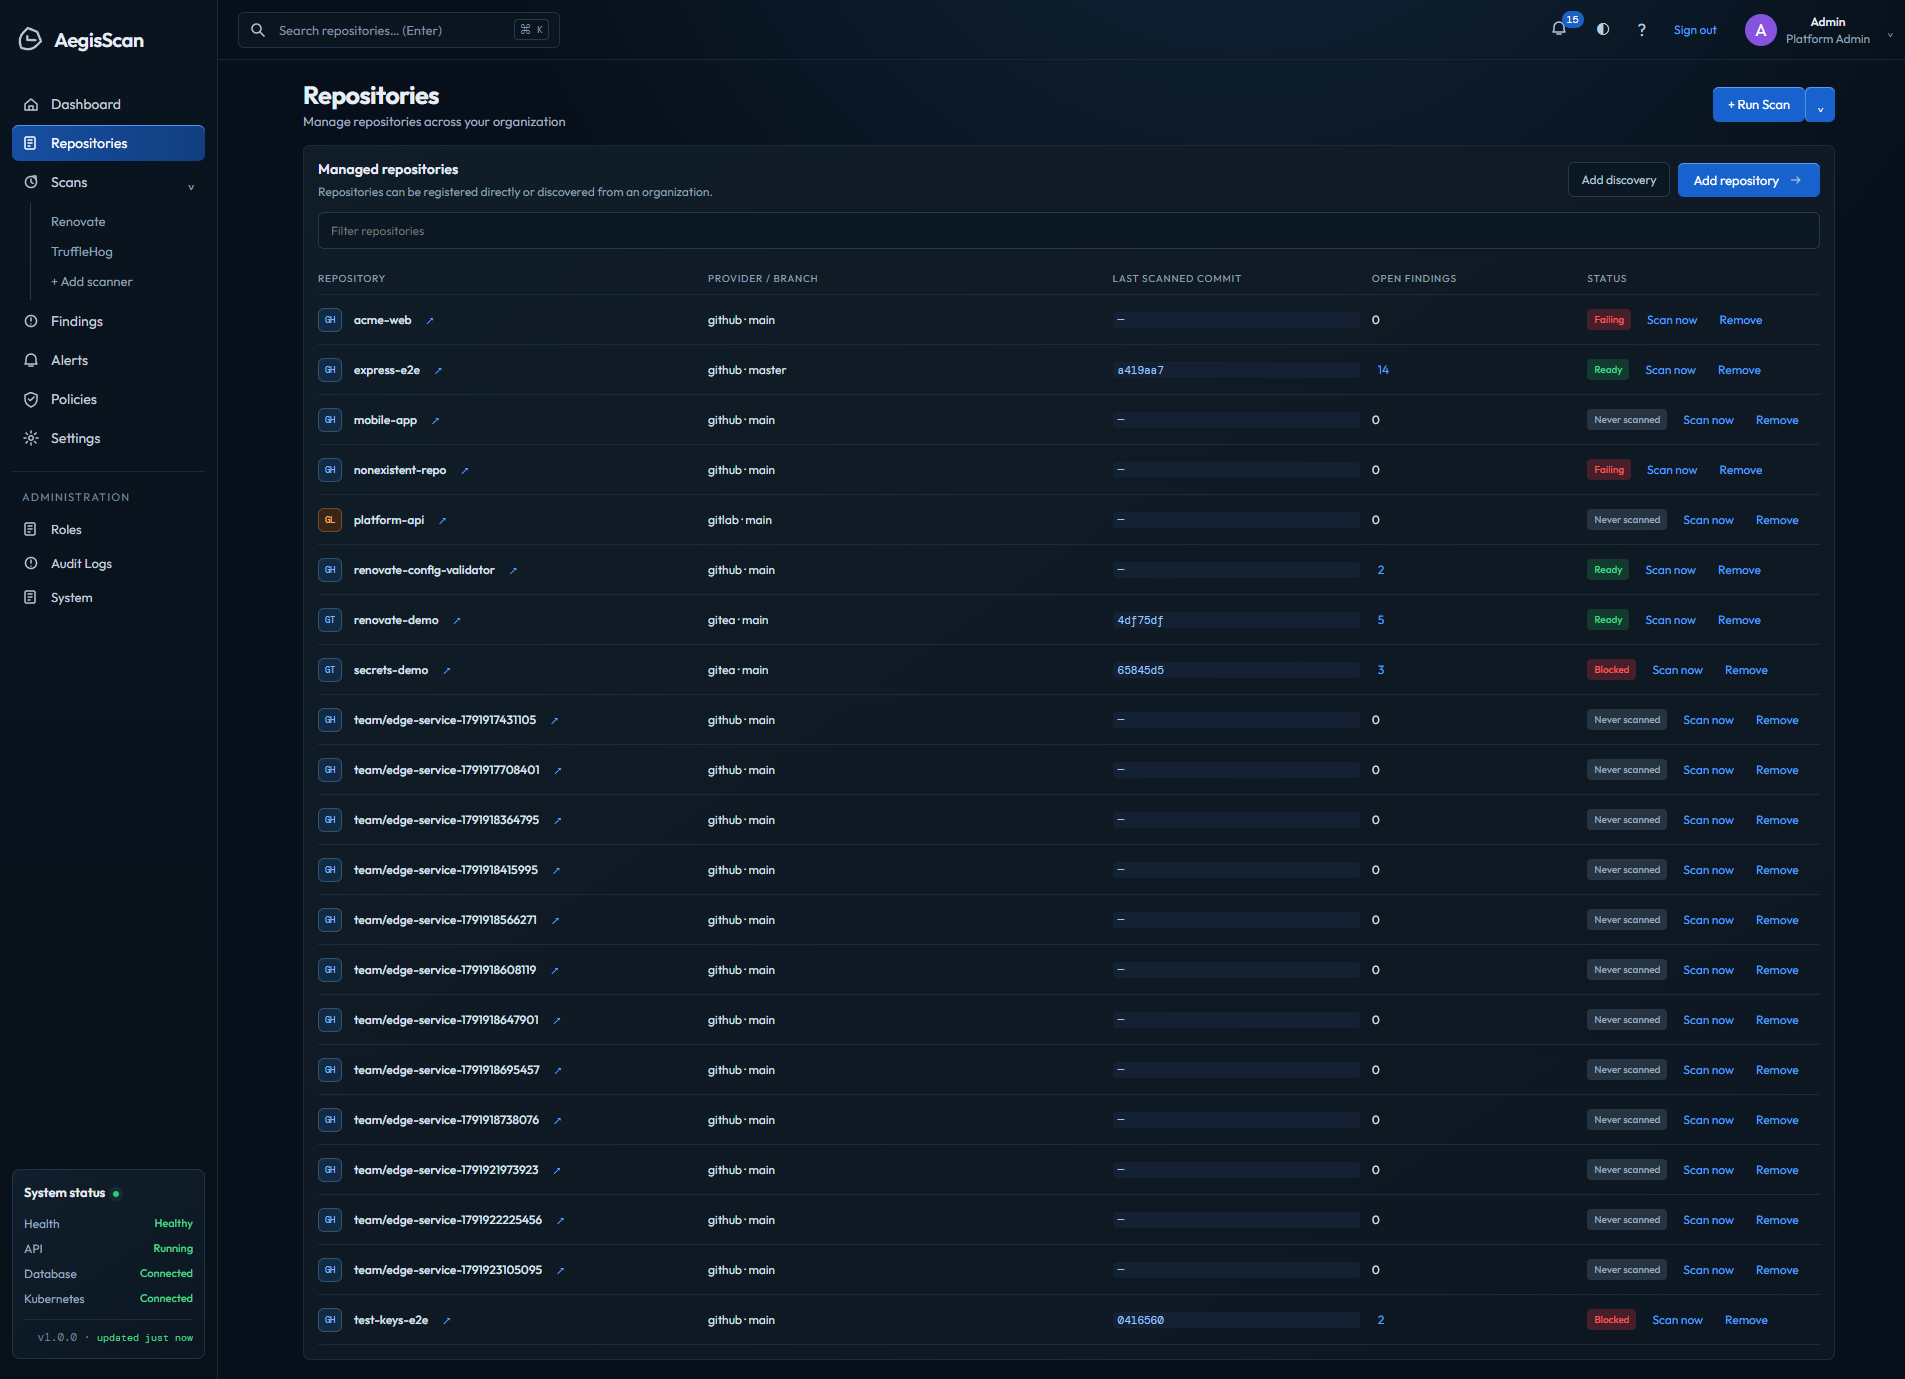 AegisScan
Search repositories... (Enter)
⌘ K
15
?
Sign out
A
Admin
Platform Admin
Dashboard
Repositories
Scans
Renovate
TruffleHog
+ Add scanner
Findings
Alerts
Policies
Settings
ADMINISTRATION
Roles
Audit Logs
System
System status
Health Healthy
API Running
Database Connected
Kubernetes Connected
v1.0.0 · updated just now
Repositories
Manage repositories across your organization
+ Run Scan
Managed repositories
Repositories can be registered directly or discovered from an organization.
Add discovery
Add repository →
Filter repositories
REPOSITORY PROVIDER / BRANCH LAST SCANNED COMMIT OPEN FINDINGS STATUS
GH acme-web ↗ github · main — 0 Failing Scan now Remove
GH express-e2e ↗ github · master a419aa7 14 Ready Scan now Remove
GH mobile-app ↗ github · main — 0 Never scanned Scan now Remove
GH nonexistent-repo ↗ github · main — 0 Failing Scan now Remove
GL platform-api ↗ gitlab · main — 0 Never scanned Scan now Remove
GH renovate-config-validator ↗ github · main — 2 Ready Scan now Remove
GT renovate-demo ↗ gitea · main 4df75df 5 Ready Scan now Remove
GT secrets-demo ↗ gitea · main 65845d5 3 Blocked Scan now Remove
GH team/edge-service-1791917431105 ↗ github · main — 0 Never scanned Scan now Remove
GH team/edge-service-1791917708401 ↗ github · main — 0 Never scanned Scan now Remove
GH team/edge-service-1791918364795 ↗ github · main — 0 Never scanned Scan now Remove
GH team/edge-service-1791918415995 ↗ github · main — 0 Never scanned Scan now Remove
GH team/edge-service-1791918566271 ↗ github · main — 0 Never scanned Scan now Remove
GH team/edge-service-1791918608119 ↗ github · main — 0 Never scanned Scan now Remove
GH team/edge-service-1791918647901 ↗ github · main — 0 Never scanned Scan now Remove
GH team/edge-service-1791918695457 ↗ github · main — 0 Never scanned Scan now Remove
GH team/edge-service-1791918738076 ↗ github · main — 0 Never scanned Scan now Remove
GH team/edge-service-1791921973923 ↗ github · main — 0 Never scanned Scan now Remove
GH team/edge-service-1791922225456 ↗ github · main — 0 Never scanned Scan now Remove
GH team/edge-service-1791923105095 ↗ github · main — 0 Never scanned Scan now Remove
GH test-keys-e2e ↗ github · main 0416560 2 Blocked Scan now Remove